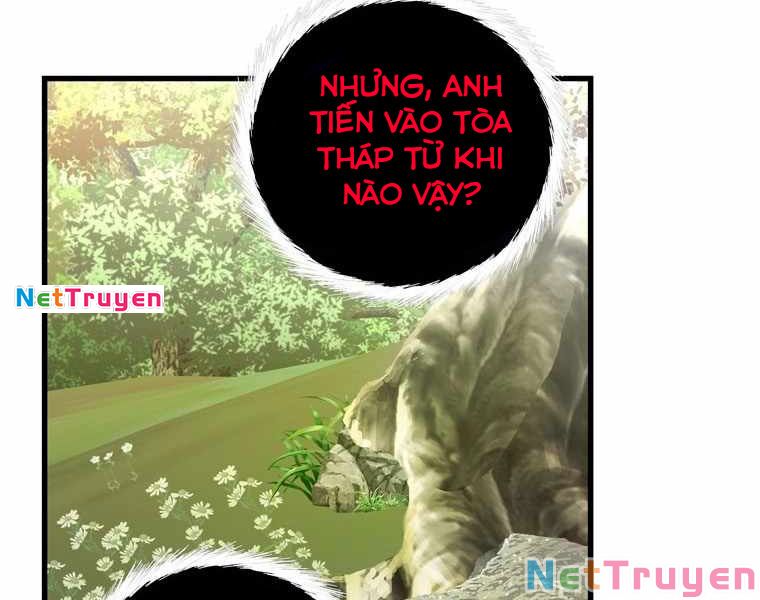 NHƯNG, ANH
TIẾN VÀO TÒA
THÁP TỪ KHI
NÀO VẬY?
NetTruyen
NetTruyen